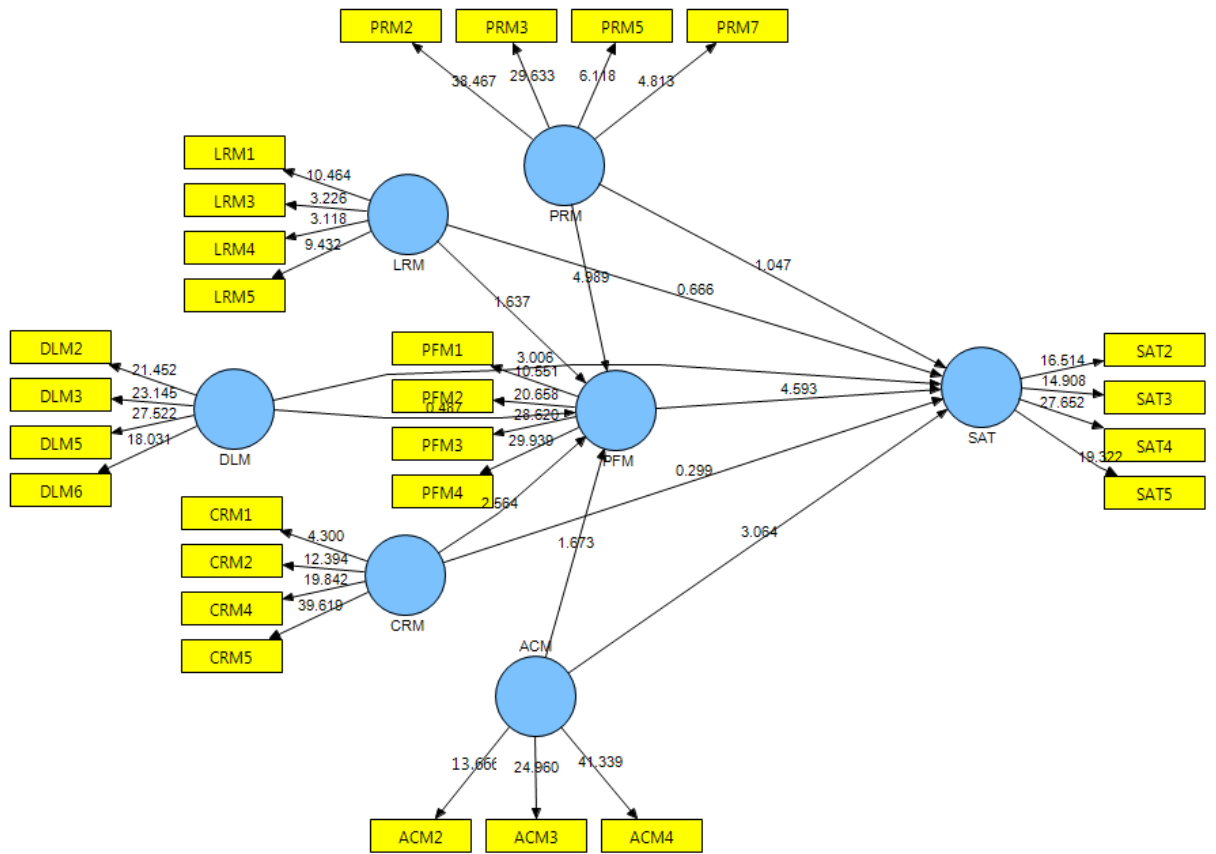 PRM2
PRM3
PRM5
PRM7
38.467
29.633
6.118
4.813
PRM
LRM1
LRM3
LRM4
LRM5
10.464
3.226
3.118
9.432
LRM
4.989
1.047
0.666
1.637
DLM2
DLM3
DLM5
DLM6
21.452
23.145
27.522
18.031
DLM
3.006
0.487
PFM1
PFM2
PFM3
PFM4
10.551
20.658
28.620
29.939
PFM
4.593
SAT
SAT2
SAT3
SAT4
SAT5
16.514
14.908
27.652
19.322
CRM1
CRM2
CRM4
CRM5
4.300
12.394
19.842
39.619
CRM
2.564
0.299
1.673
3.064
ACM
13.666
24.960
41.339
ACM2
ACM3
ACM4